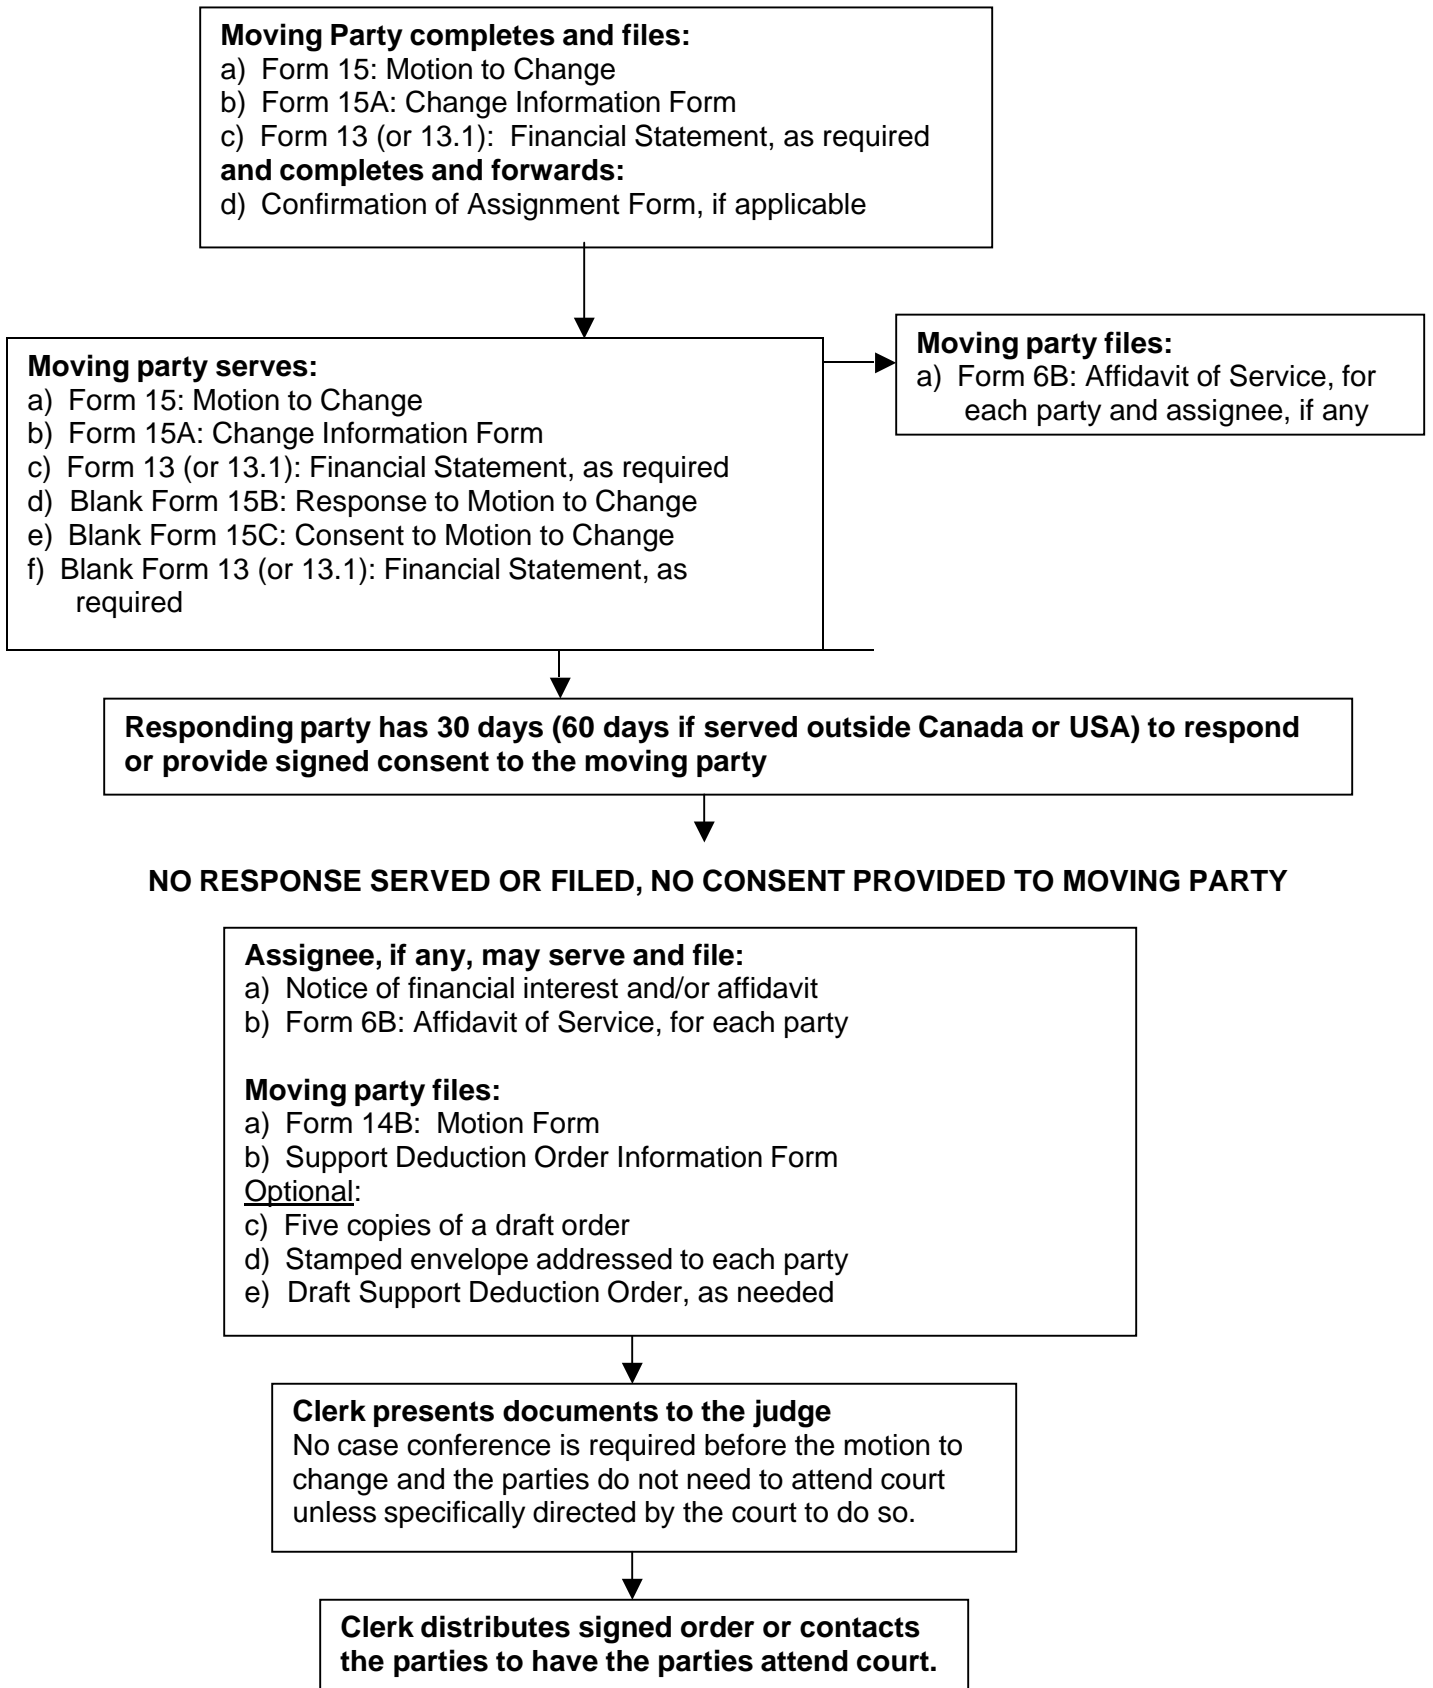 Moving Party completes and files:
a) Form 15: Motion to Change
b) Form 15A: Change Information Form
c) Form 13 (or 13.1): Financial Statement, as required
and completes and forwards:
d) Confirmation of Assignment Form, if applicable
Moving party serves:
a) Form 15: Motion to Change
b) Form 15A: Change Information Form
c) Form 13 (or 13.1): Financial Statement, as required
d) Blank Form 15B: Response to Motion to Change
e) Blank Form 15C: Consent to Motion to Change
f) Blank Form 13 (or 13.1): Financial Statement, as
required
Moving party files:
a) Form 6B: Affidavit of Service, for
each party and assignee, if any
Responding party has 30 days (60 days if served outside Canada or USA) to respond
or provide signed consent to the moving party
NO RESPONSE SERVED OR FILED, NO CONSENT PROVIDED TO MOVING PARTY
Assignee, if any, may serve and file:
a) Notice of financial interest and/or affidavit
b) Form 6B: Affidavit of Service, for each party
Moving party files:
a) Form 14B: Motion Form
b) Support Deduction Order Information Form
Optional:
c) Five copies of a draft order
d) Stamped envelope addressed to each party
e) Draft Support Deduction Order, as needed
Clerk presents documents to the judge
No case conference is required before the motion to
change and the parties do not need to attend court
unless specifically directed by the court to do so.
Clerk distributes signed order or contacts
the parties to have the parties attend court.